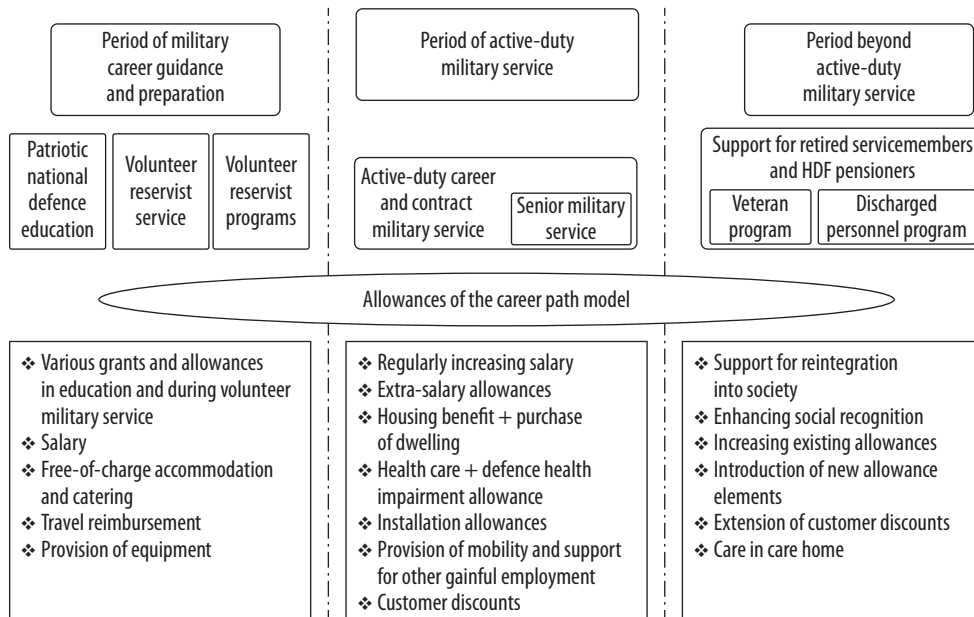 Period of military
career guidance
and preparation
Period of active-duty
military service
Period beyond
active-duty
military service
Patriotic
national
defence
education
Volunteer
reservist
service
Volunteer
reservist
programs
Active-duty career
and contract
military service
Senior military
service
Support for retired servicemembers
and HDF pensioners
Veteran
program
Discharged
personnel program
Allowances of the career path model
❖ Various grants and allowances
in education and during volunteer
military service
❖ Salary
❖ Free-of-charge accommodation
and catering
❖ Travel reimbursement
❖ Provision of equipment
❖ Regularly increasing salary
❖ Extra-salary allowances
❖ Housing benefit + purchase
of dwelling
❖ Health care + defence health
impairment allowance
❖ Installation allowances
❖ Provision of mobility and support
for other gainful employment
❖ Customer discounts
❖ Support for reintegration
into society
❖ Enhancing social recognition
❖ Increasing existing allowances
❖ Introduction of new allowance
elements
❖ Extension of customer discounts
❖ Care in care home